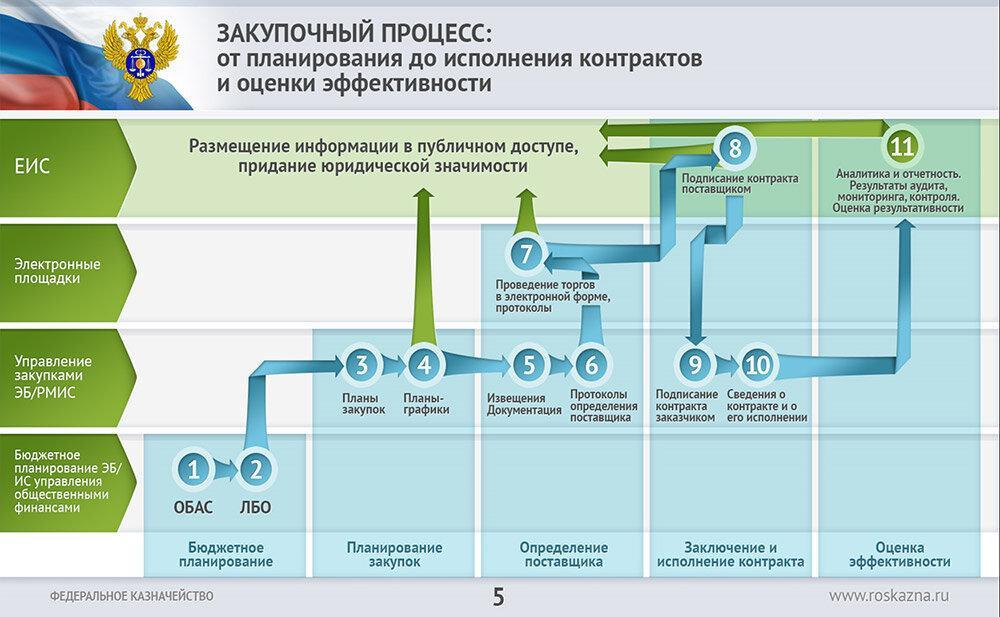 ЗАКУПОЧНЫЙ ПРОЦЕСС:
от планирования до исполнения контрактов
и оценки эффективности
ЕИС
Размещение информации в публичном доступе,
придание юридической значимости
8
Подписание контракта
поставщиком
11
Аналитика и отчетность.
Результаты аудита,
мониторинга, контроля.
Оценка результативности
Электронные
площадки
7
Проведение торгов
в электронной форме,
протоколы
Управление
закупками
ЭБ/РМИС
3
Планы
закупок
4
Планы-
графики
5
Извещения
Документация
6
Протоколы
определения
поставщика
9
Подписание
контракта
заказчиком
10
Сведения о
контракте и о
его исполнении
Бюджетное
планирование ЭБ/
ИС управления
общественными
финансами
1
ОБАС
2
ЛБО
Бюджетное
планирование
Планирование
закупок
Определение
поставщика
Заключение и
исполнение контракта
Оценка
эффективности
ФЕДЕРАЛЬНОЕ КАЗНАЧЕЙСТВО
5
www.roskazna.ru